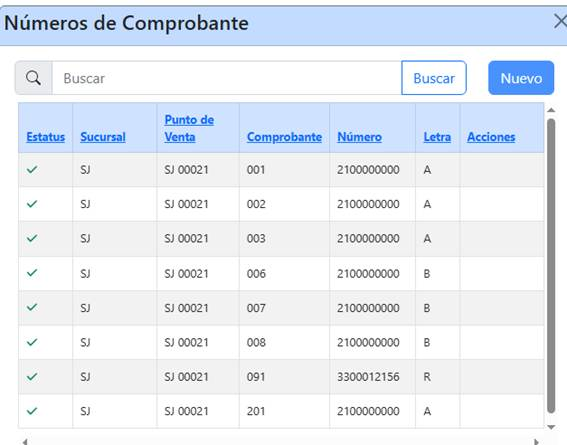 Números de Comprobante
Buscar Buscar Nuevo
Estatus Sucursal Punto de Venta Comprobante Número Letra Acciones
SJ SJ 00021 001 2100000000 A
SJ SJ 00021 002 2100000000 A
SJ SJ 00021 003 2100000000 A
SJ SJ 00021 006 2100000000 B
SJ SJ 00021 007 2100000000 B
SJ SJ 00021 008 2100000000 B
SJ SJ 00021 091 3300012156 R
SJ SJ 00021 201 2100000000 A